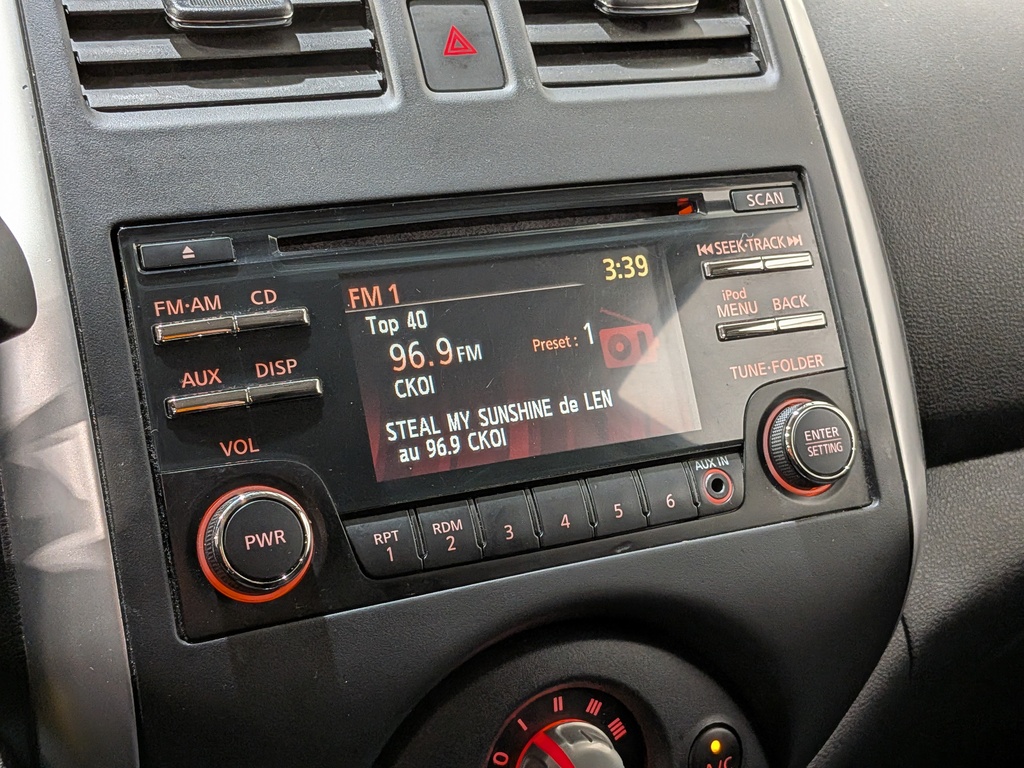 SCAN
SEEK·TRACK
FM·AM CD
3:39
FM 1
iPod
MENU BACK
Top 40
96.9 FM
Preset : 1
CKOI
AUX DISP
TUNE·FOLDER
STEAL MY SUNSHINE de LEN
au 96.9 CKOI
VOL
ENTER
SETTING
AUX IN
PWR
RPT
1
RDM
2
3
4
5
6
0
A/C